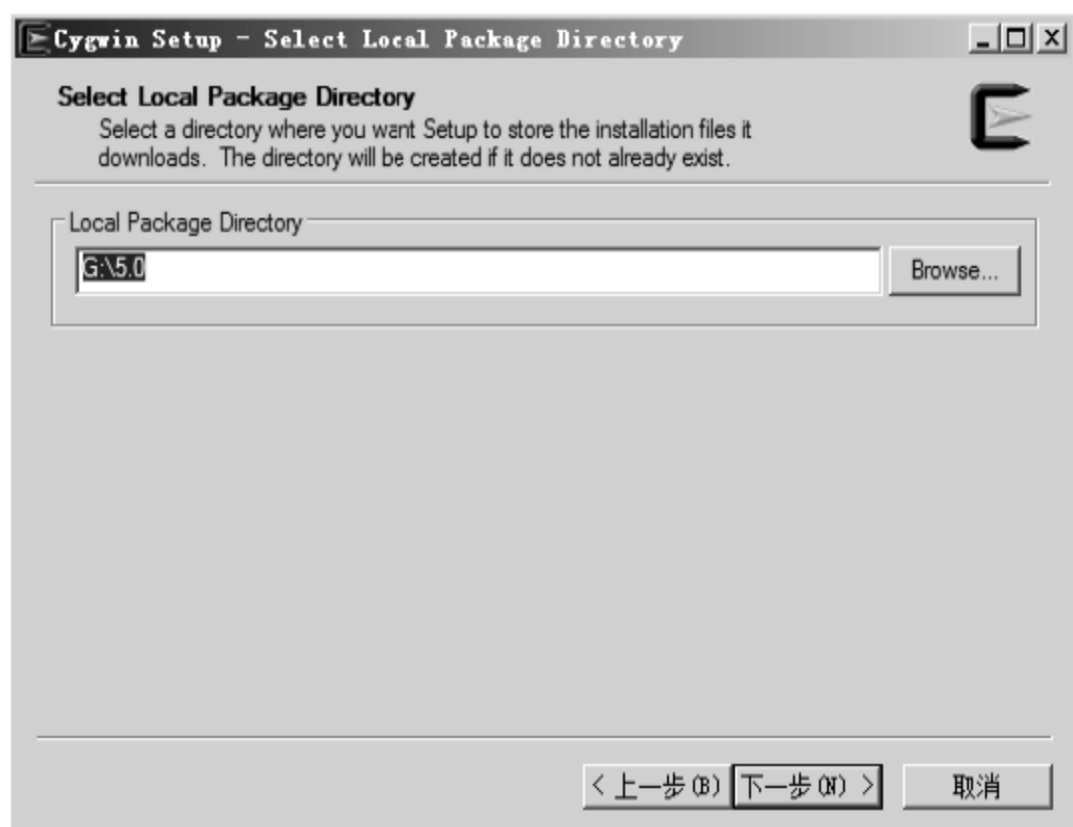 Cygwin Setup - Select Local Package Directory
Select Local Package Directory
Select a directory where you want Setup to store the installation files it
downloads. The directory will be created if it does not already exist.
Local Package Directory
G:\5.0
Browse...
< 上一步(B) 下一步(N) > 取消